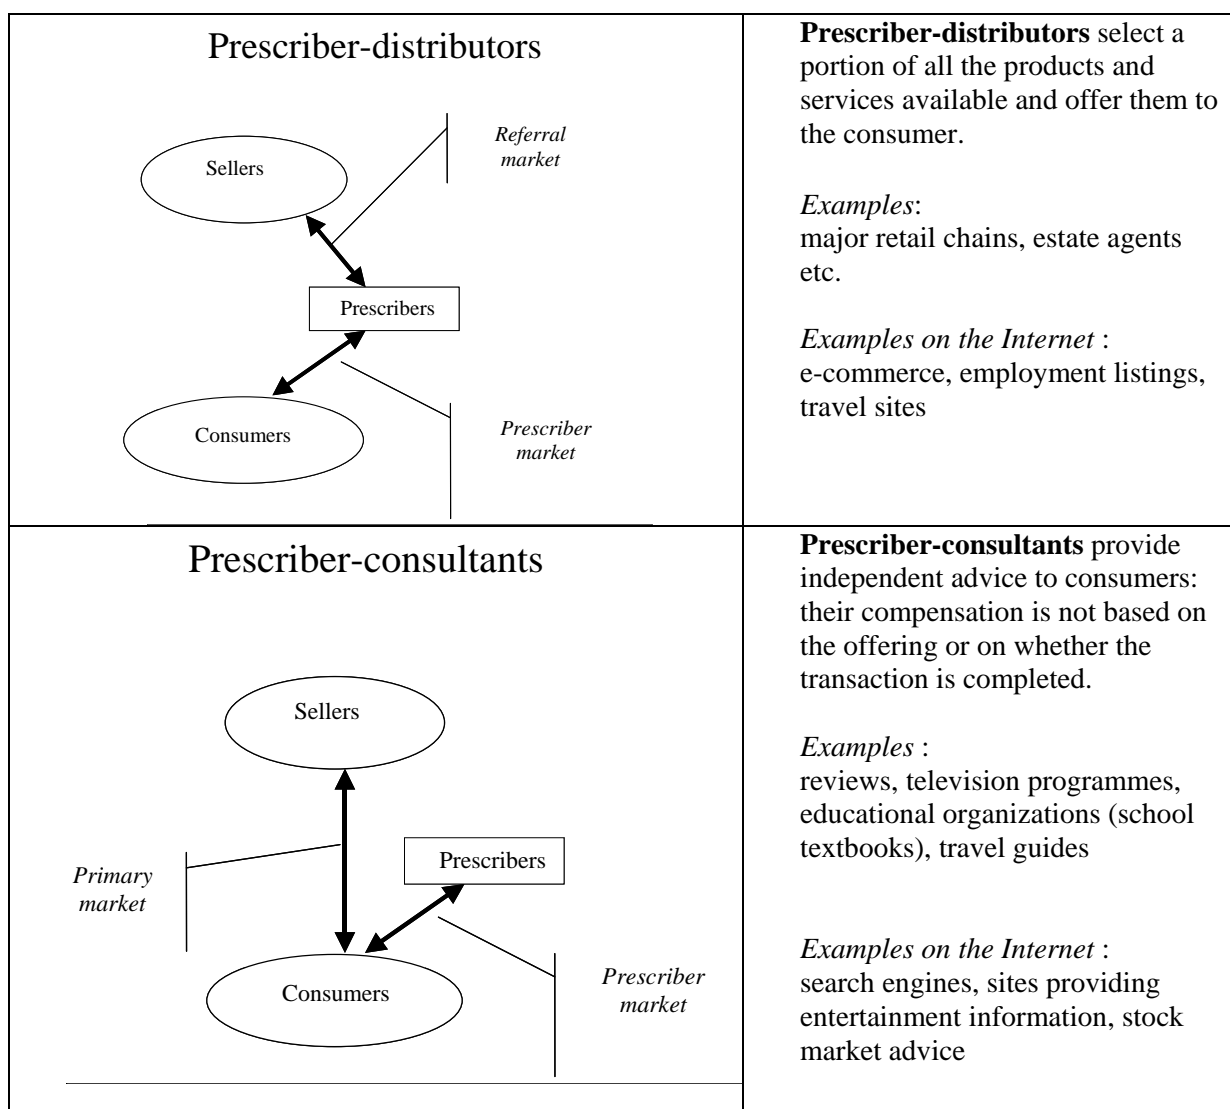 Prescriber-distributors
Referral
market
Sellers
Prescribers
Consumers
Prescriber
market
Prescriber-distributors select a
portion of all the products and
services available and offer them to
the consumer.
Examples:
major retail chains, estate agents
etc.
Examples on the Internet :
e-commerce, employment listings,
travel sites
Prescriber-consultants
Sellers
Prescribers
Primary
market
Consumers
Prescriber
market
Prescriber-consultants provide
independent advice to consumers:
their compensation is not based on
the offering or on whether the
transaction is completed.
Examples :
reviews, television programmes,
educational organizations (school
textbooks), travel guides
Examples on the Internet :
search engines, sites providing
entertainment information, stock
market advice